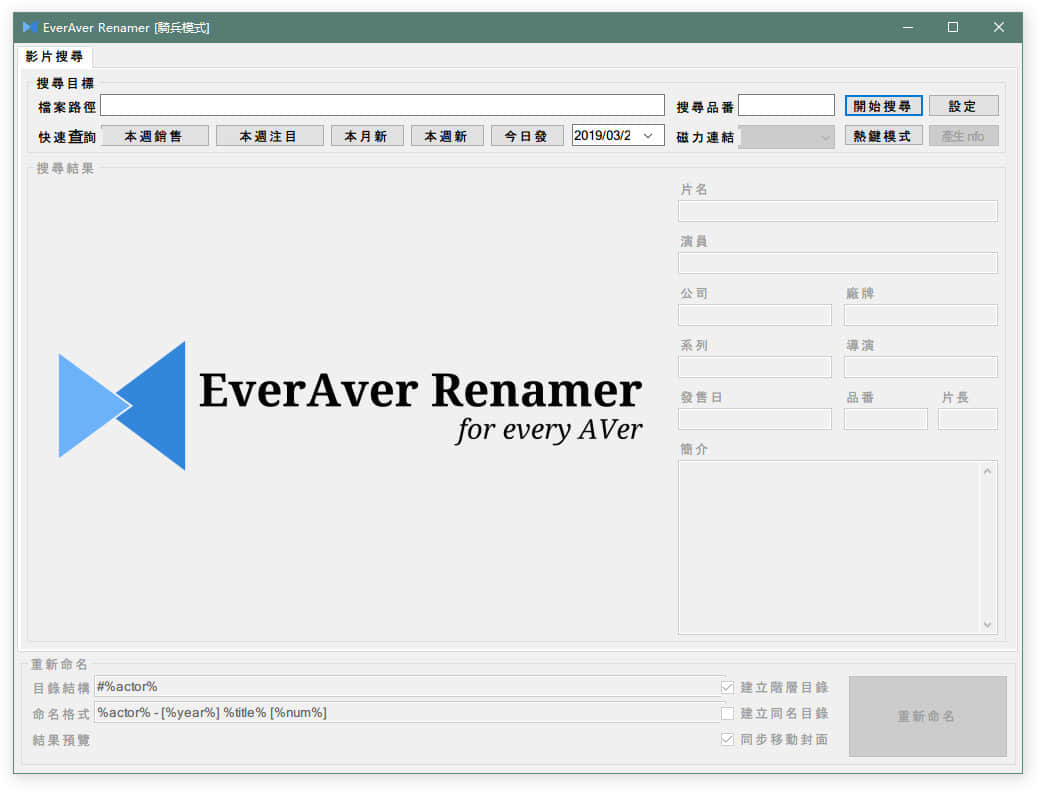 EverAver Renamer [騎兵模式]
影片搜尋
搜尋目標
檔案路徑 搜尋品番 開始搜尋 設定
快速查詢 本週銷售 本週注目 本月新 本週新 今日發 2019/03/2 磁力連結 熱鍵模式 產生 nfo
搜尋結果
片名
演員
公司 廠牌
系列 導演
發售日 品番 片長
簡介
EverAver Renamer
for every AVer
重新命名
目錄結構 #%actor% 建立階層目錄
命名格式 %actor% - [%year%] %title% [%num%] 建立同名目錄
結果預覽 同步移動封面
重新命名